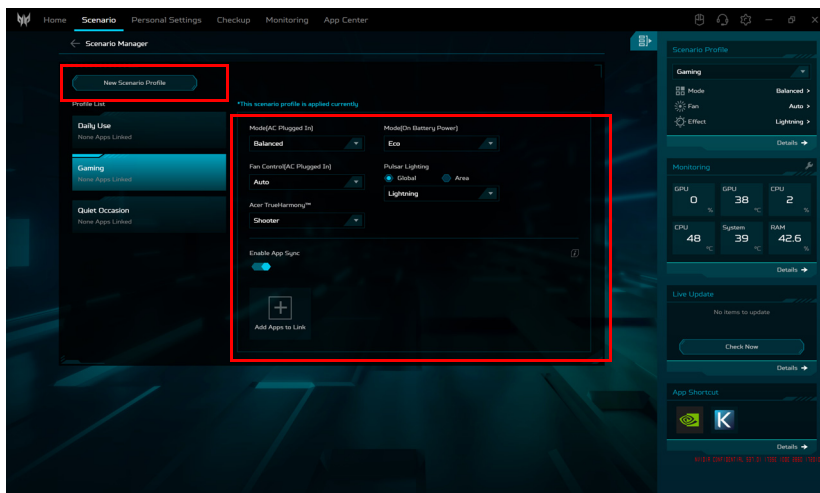 Home Scenario Personal Settings Checkup Monitoring App Center
Scenario Manager
New Scenario Profile
Profile List
*This scenario profile is applied currently
Daily Use
None Apps Linked
Gaming
None Apps Linked
Quiet Occasion
None Apps Linked
Mode(AC Plugged In) Mode(On Battery Power)
Balanced Eco
Fan Control(AC Plugged In) Pulsar Lighting
Auto Global Area
Lightning
Acer TrueHarmony™
Shooter
Enable App Sync
Add Apps to Link
Scenario Profile
Gaming
Mode Balanced >
Fan Auto >
Effect Lightning >
Details
Monitoring
GPU GPU CPU
0 % 38 °C 2 %
CPU System RAM
48 °C 39 °C 42.6 %
Details
Live Update
No items to update
Check Now
Details
App Shortcut
K
Details